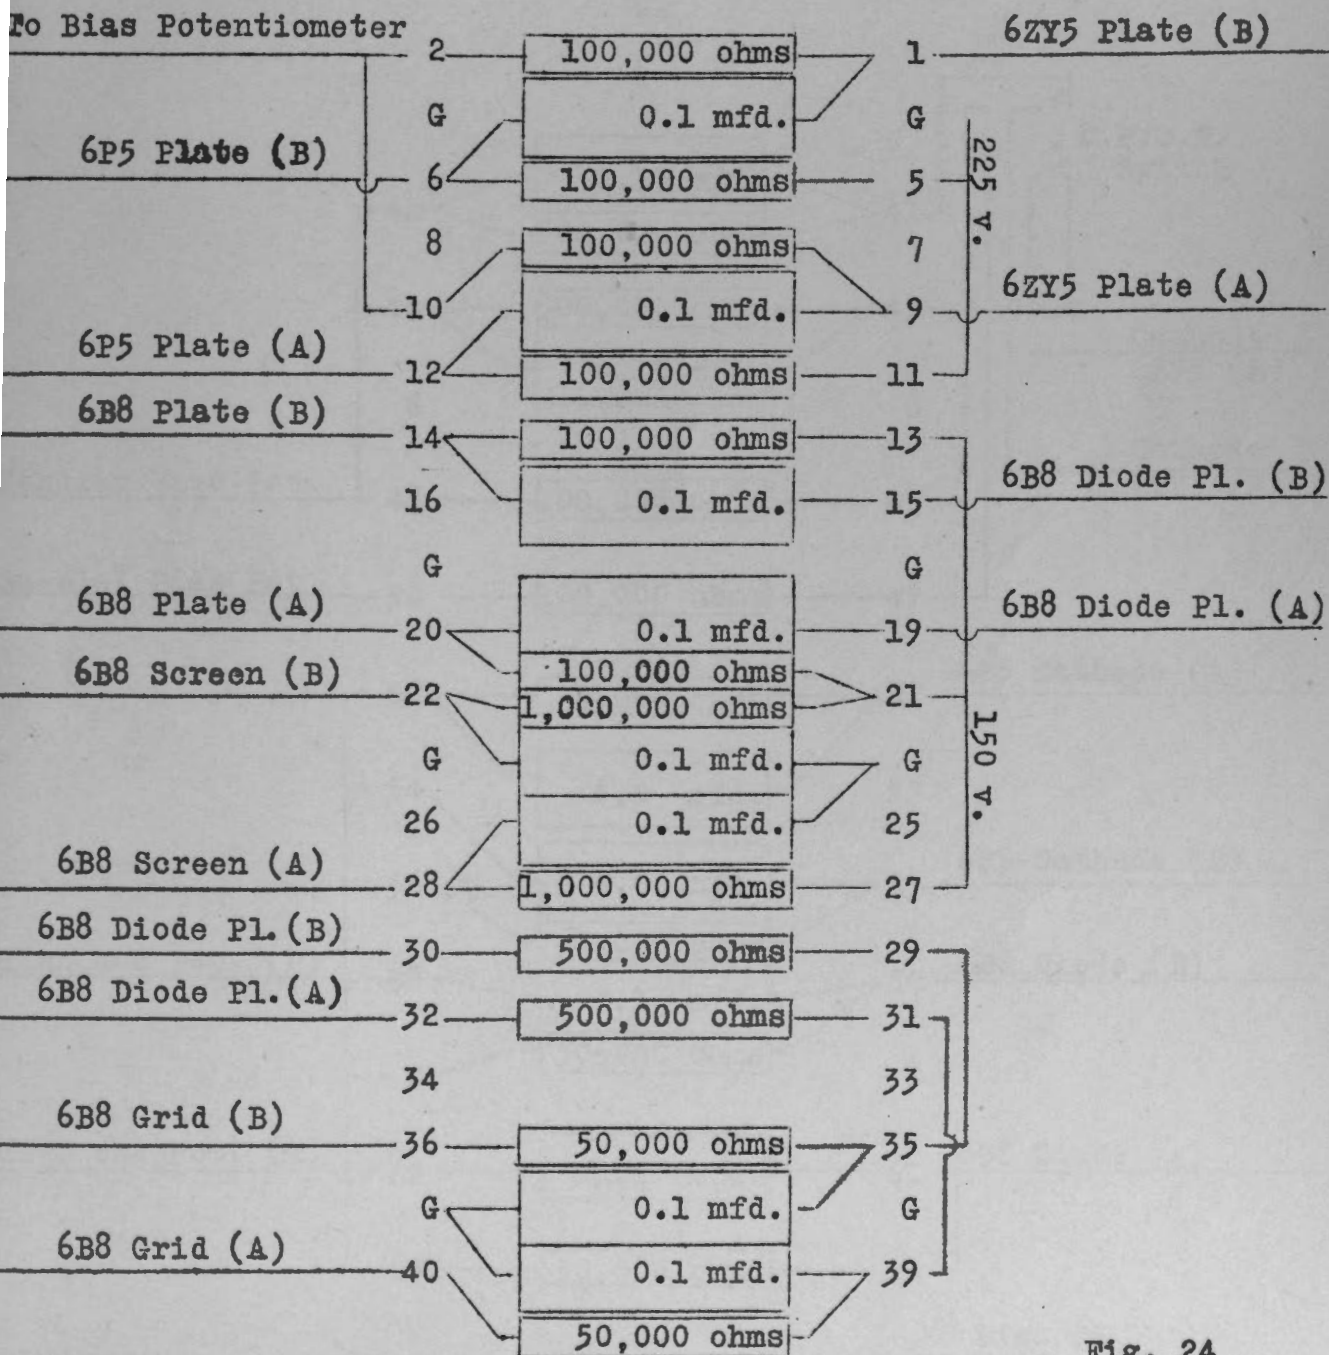 To Bias Potentiometer
6ZY5 Plate (B)
2 100,000 ohms 1
G 0.1 mfd. G
6P5 Plate (B)
6 100,000 ohms 5
225 v.
8 100,000 ohms 7
6ZY5 Plate (A)
10 0.1 mfd. 9
6P5 Plate (A)
12 100,000 ohms 11
6B8 Plate (B)
14 100,000 ohms 13
6B8 Diode Pl. (B)
16 0.1 mfd. 15
G G
6B8 Plate (A)
6B8 Diode Pl. (A)
20 0.1 mfd. 19
6B8 Screen (B)
100,000 ohms
22 1,000,000 ohms 21
150 v.
G 0.1 mfd. G
26 0.1 mfd. 25
6B8 Screen (A)
28 1,000,000 ohms 27
6B8 Diode Pl. (B)
30 500,000 ohms 29
6B8 Diode Pl. (A)
32 500,000 ohms 31
34 33
6B8 Grid (B)
36 50,000 ohms 35
G 0.1 mfd. G
6B8 Grid (A)
40 0.1 mfd. 39
50,000 ohms
Fig. 24